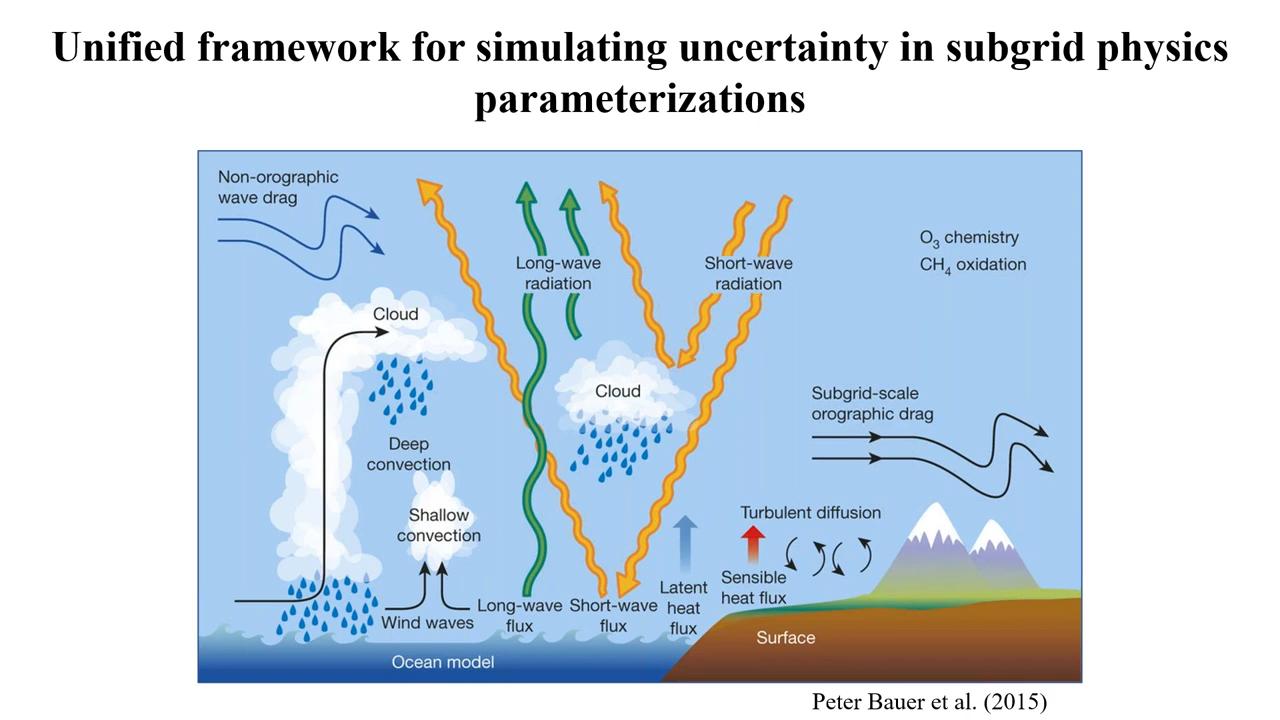 Unified framework for simulating uncertainty in subgrid physics
parameterizations
Non-orographic
wave drag
Cloud
Deep
convection
Shallow
convection
Wind waves
Long-wave
radiation
Short-wave
radiation
O3 chemistry
CH4 oxidation
Cloud
Subgrid-scale
orographic drag
Turbulent diffusion
Long-wave
flux
Short-wave
flux
Latent
heat
flux
Sensible
heat flux
Surface
Ocean model
Peter Bauer et al. (2015)